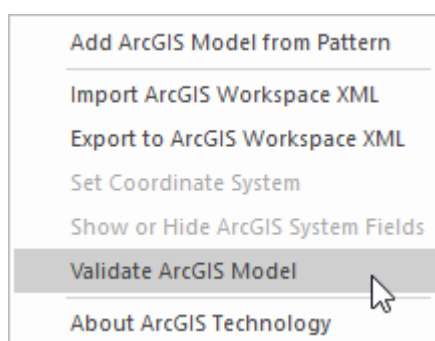 Add ArcGIS Model from Pattern
Import ArcGIS Workspace XML
Export to ArcGIS Workspace XML
Set Coordinate System
Show or Hide ArcGIS System Fields
Validate ArcGIS Model
About ArcGIS Technology